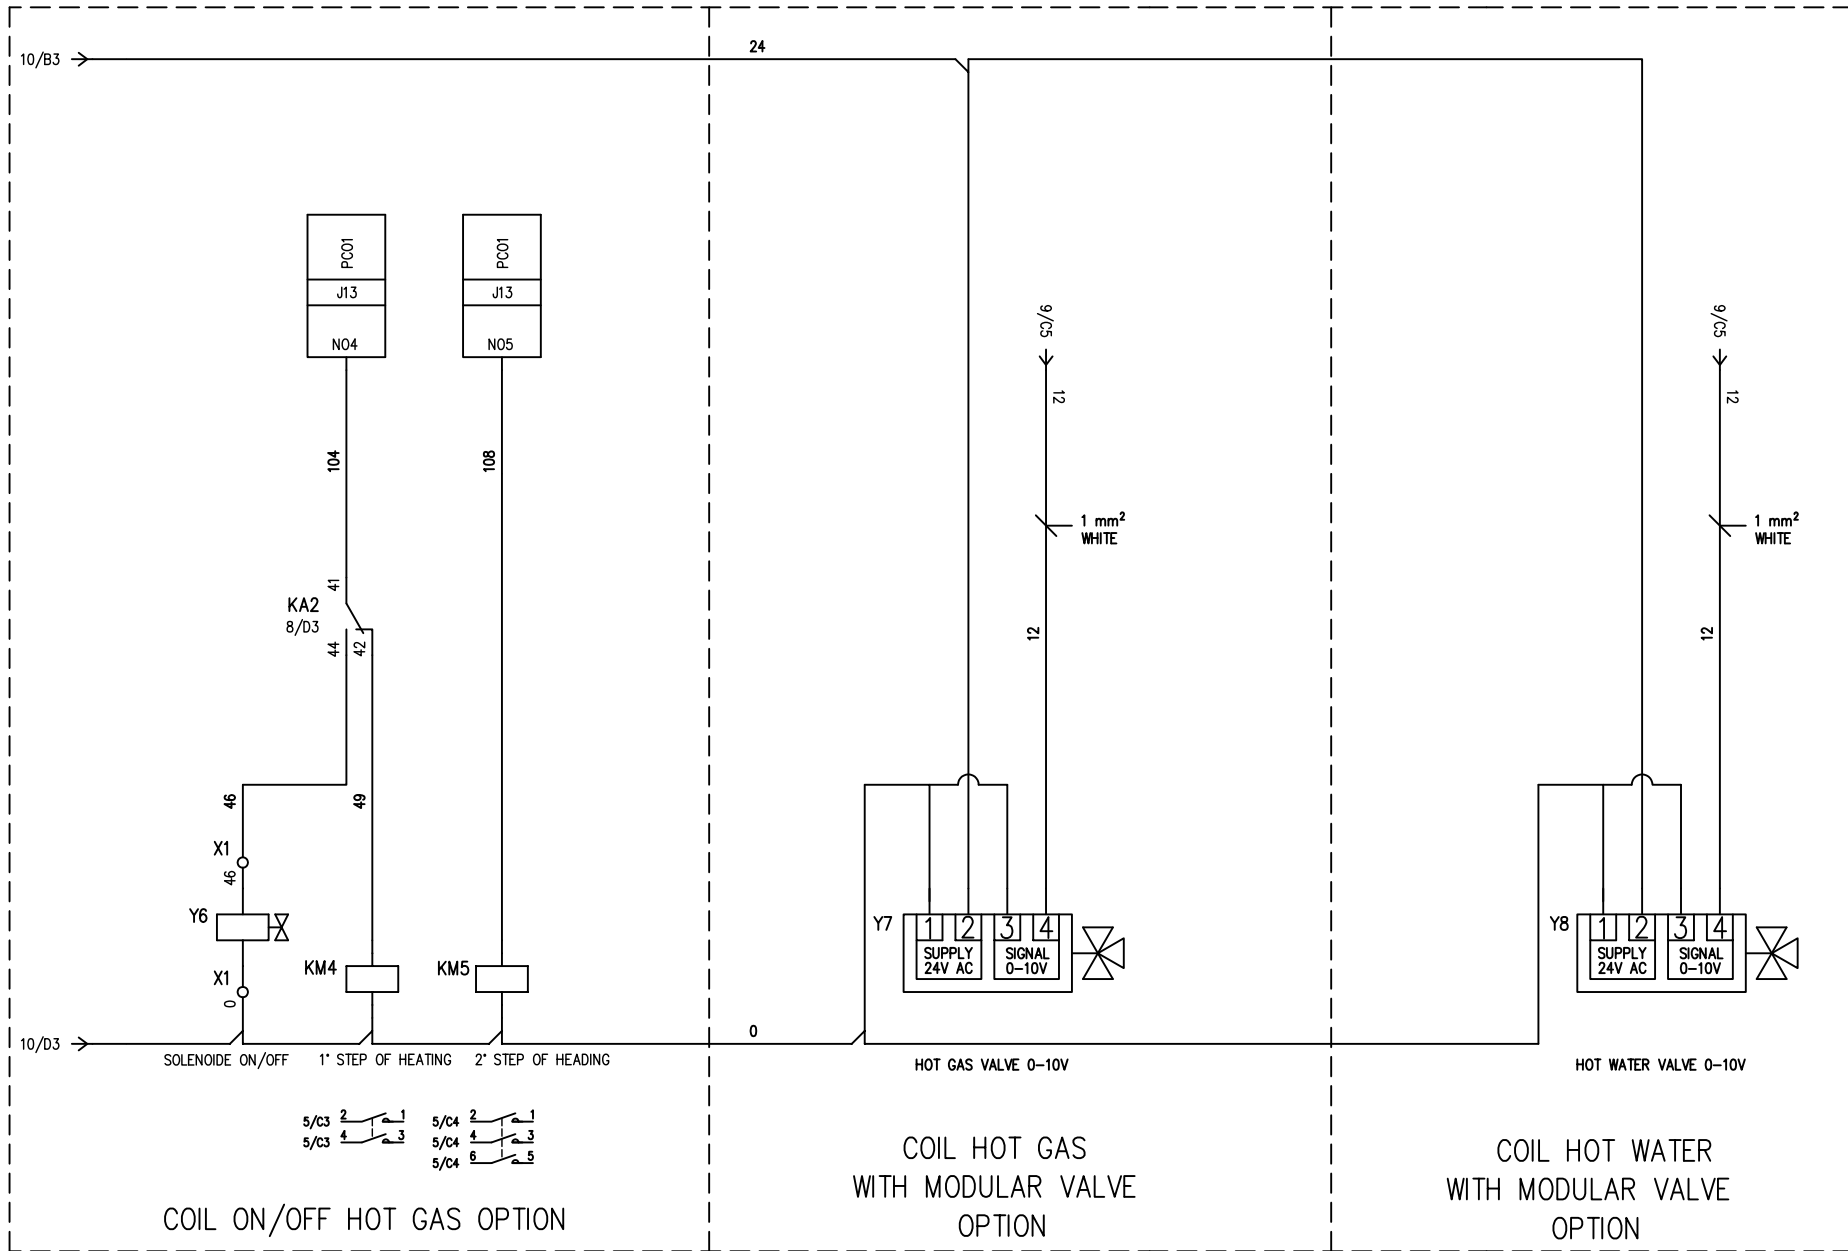 10/B3
24
PCO1
J13
NO4
PCO1
J13
NO5
104
108
41
KA2
8/D3
44
42
46
49
X1
46
Y6
X1
0
KM4
KM5
10/D3
SOLENOIDE ON/OFF
1° STEP OF HEATING
2° STEP OF HEADING
5/C3 2 1
5/C3 4 3
5/C4 2 1
5/C4 4 3
5/C4 6 5
COIL ON/OFF HOT GAS OPTION
9/C5
12
1 mm²
WHITE
12
Y7
1 2 3 4
SUPPLY
24V AC
SIGNAL
0-10V
0
HOT GAS VALVE 0-10V
COIL HOT GAS
WITH MODULAR VALVE
OPTION
9/C5
12
1 mm²
WHITE
12
Y8
1 2 3 4
SUPPLY
24V AC
SIGNAL
0-10V
HOT WATER VALVE 0-10V
COIL HOT WATER
WITH MODULAR VALVE
OPTION